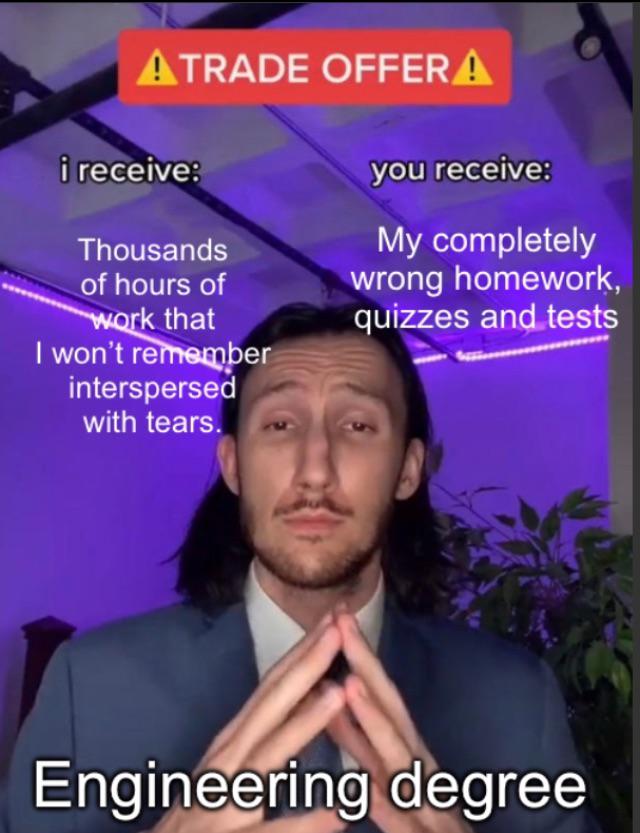 ⚠TRADE OFFER⚠
i receive:
you receive:
Thousands
of hours of
work that
I won't remember
interspersed
with tears.
My completely
wrong homework,
quizzes and tests
Engineering degree